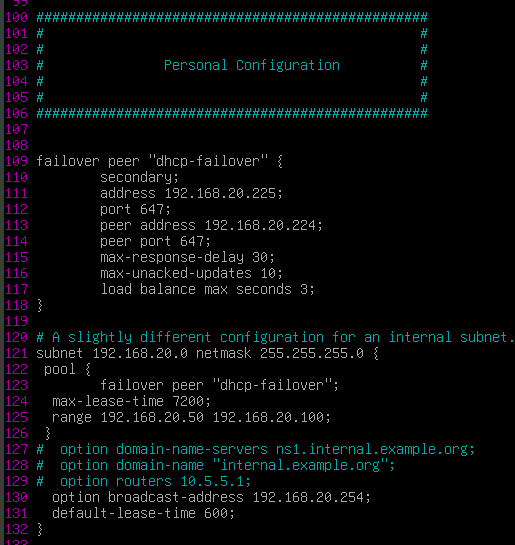 99
100 #################################################
101 # #
102 # #
103 # Personal Configuration #
104 # #
105 # #
106 #################################################
107
108
109 failover peer "dhcp-failover" {
110 secondary;
111 address 192.168.20.225;
112 port 647;
113 peer address 192.168.20.224;
114 peer port 647;
115 max-response-delay 30;
116 max-unacked-updates 10;
117 load balance max seconds 3;
118 }
119
120 # A slightly different configuration for an internal subnet.
121 subnet 192.168.20.0 netmask 255.255.255.0 {
122 pool {
123 failover peer "dhcp-failover";
124 max-lease-time 7200;
125 range 192.168.20.50 192.168.20.100;
126 }
127 # option domain-name-servers ns1.internal.example.org;
128 # option domain-name "internal.example.org";
129 # option routers 10.5.5.1;
130 option broadcast-address 192.168.20.254;
131 default-lease-time 600;
132 }
133